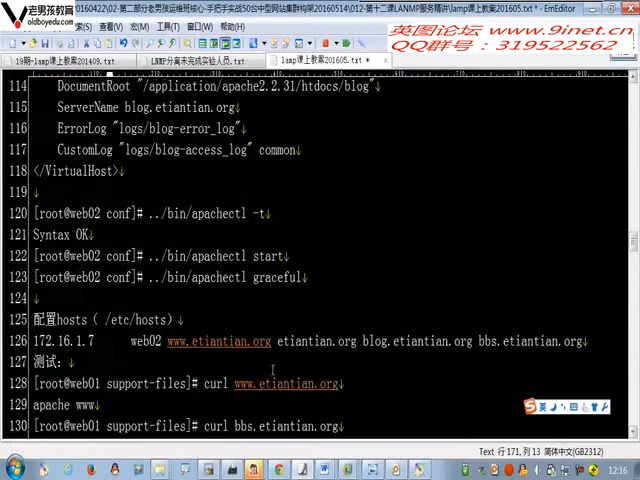 老男孩教育
oldboyedu.com
0160422\02-第二部分老男孩运维班核心-手把手实战50台中型网站集群构架20160514\012-第十二课LANMP服务精讲\lamp课上教案201605.txt * - EmEditor
英图论坛 www.9inet.cn
QQ群号：319522562
搜索(S) 查看(V) 宏(M) 工具(T) 窗口(W) 帮助(H)
19期-lamp课上教案201409.txt LNMP分离未完成实验人员.txt lamp课上教案201605.txt *
114 DocumentRoot "/application/apache2.2.31/htdocs/blog"↓
115 ServerName blog.etiantian.org↓
116 ErrorLog "logs/blog-error_log"↓
117 CustomLog "logs/blog-access_log" common↓
118 </VirtualHost>↓
119 ↓
120 [root@web02 conf]# ../bin/apachectl -t↓
121 Syntax OK↓
122 [root@web02 conf]# ../bin/apachectl start↓
123 [root@web02 conf]# ../bin/apachectl graceful↓
124 ↓
125 配置hosts（ /etc/hosts）↓
126 172.16.1.7 web02 www.etiantian.org etiantian.org blog.etiantian.org bbs.etiantian.org↓
127 测试：↓
128 [root@web01 support-files]# curl www.etiantian.org↓
129 apache www↓
130 [root@web01 support-files]# curl bbs.etiantian.org↓
英
Text 行 171, 列 13 简体中文(GB2312)
12:16